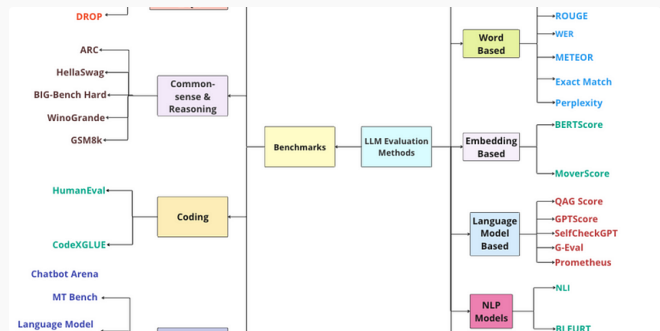 DROP
ARC
HellaSwag
BIG-Bench Hard
WinoGrande
GSM8k
Common-
sense &
Reasoning
HumanEval
CodeXGLUE
Coding
Chatbot Arena
MT Bench
Language Model
Benchmarks
LLM Evaluation
Methods
Word
Based
ROUGE
WER
METEOR
Exact Match
Perplexity
Embedding
Based
BERTScore
MoverScore
Language
Model
Based
QAG Score
GPTScore
SelfCheckGPT
G-Eval
Prometheus
NLP
Models
NLI
BLEURT